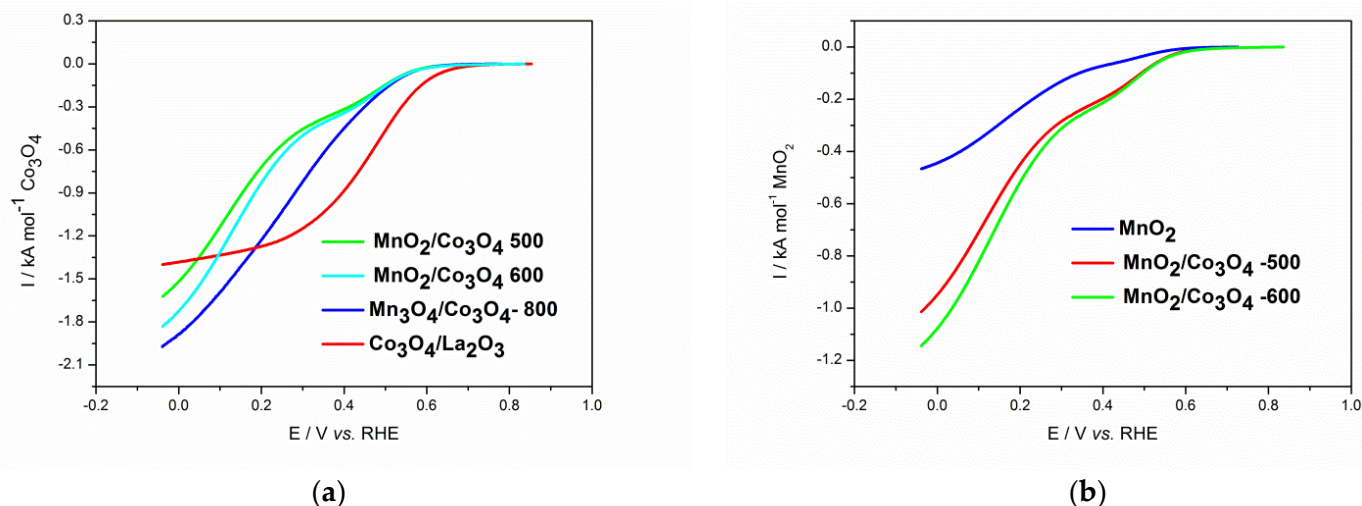 0.3
0.0
-0.3
-0.6
-0.9
-1.2
-1.5
-1.8
-2.1
I / kA mol⁻¹ Co₃O₄
MnO₂/Co₃O₄ 500
MnO₂/Co₃O₄ 600
Mn₃O₄/Co₃O₄- 800
Co₃O₄/La₂O₃
-0.2 0.0 0.2 0.4 0.6 0.8 1.0
E / V vs. RHE
(a)
0.0
-0.2
-0.4
-0.6
-0.8
-1.0
-1.2
I / kA mol⁻¹ MnO₂
MnO₂
MnO₂/Co₃O₄ -500
MnO₂/Co₃O₄ -600
-0.2 0.0 0.2 0.4 0.6 0.8 1.0
E / V vs. RHE
(b)